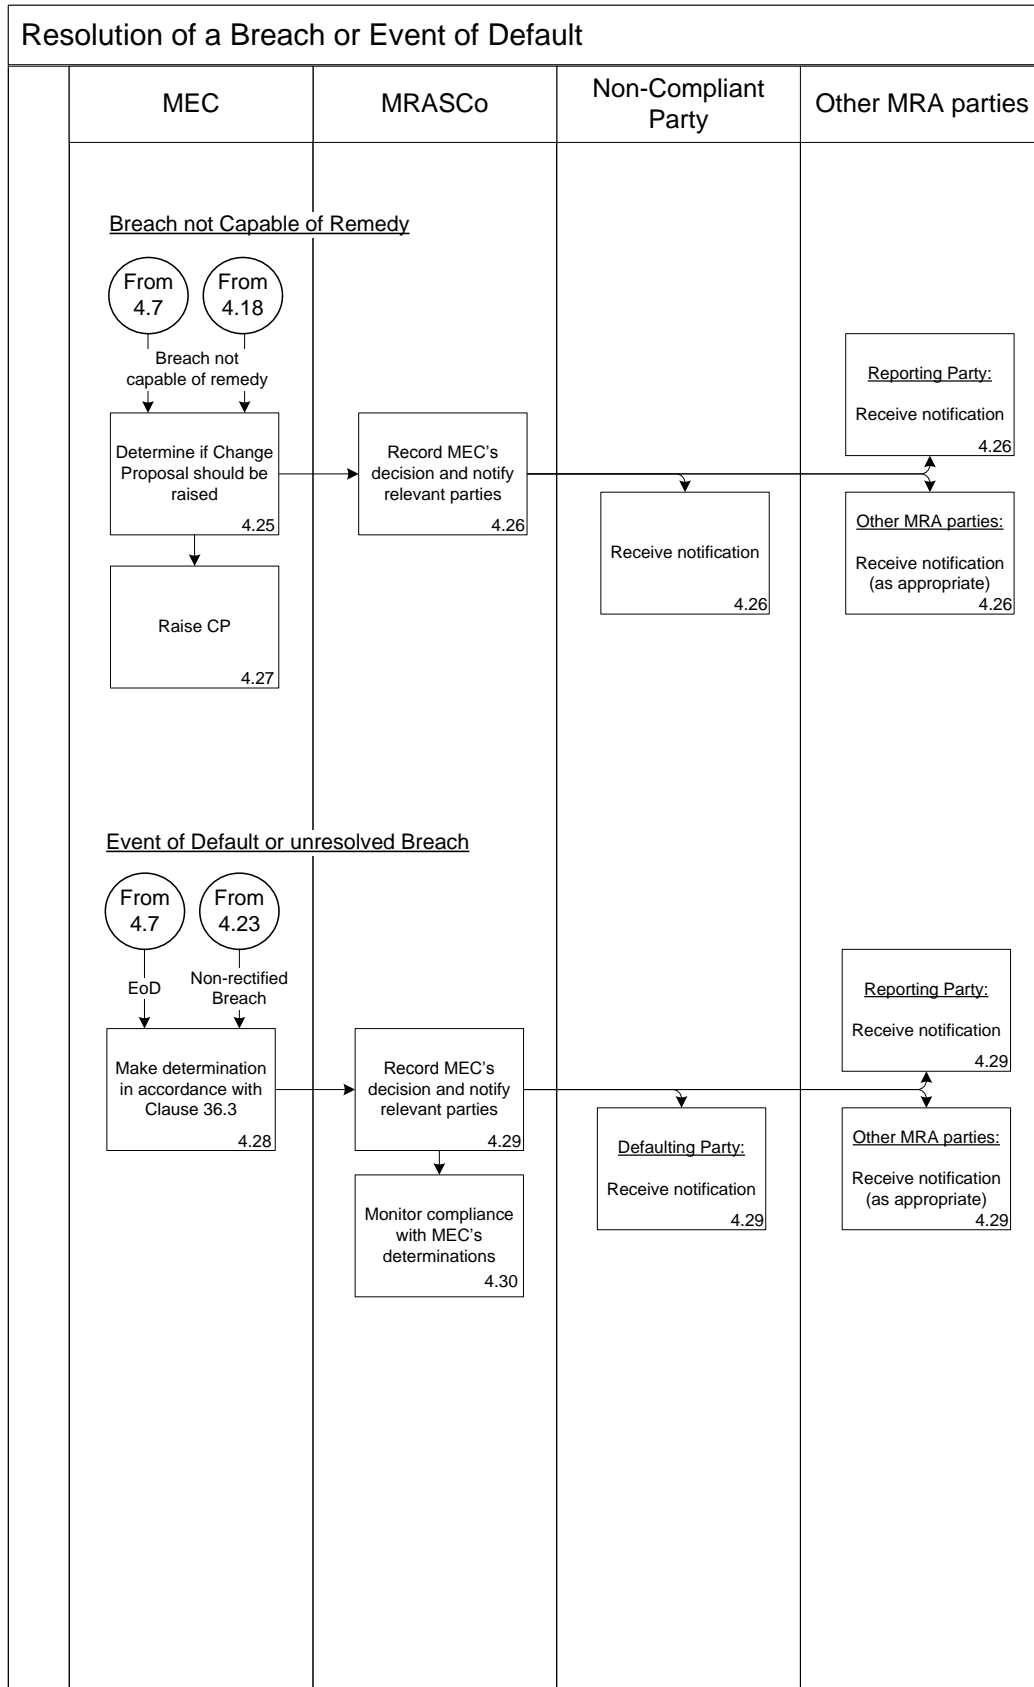 Resolution of a Breach or Event of Default
MEC
MRASCo
Non-Compliant
Party
Other MRA parties
Breach not Capable of Remedy
From
4.7
From
4.18
Breach not
capable of remedy
Determine if Change
Proposal should be
raised
4.25
Record MEC's
decision and notify
relevant parties
4.26
Receive notification
4.26
Reporting Party:
Receive notification
4.26
Other MRA parties:
Receive notification
(as appropriate)
4.26
Raise CP
4.27
Event of Default or unresolved Breach
From
4.7
From
4.23
EoD
Non-rectified
Breach
Make determination
in accordance with
Clause 36.3
4.28
Record MEC's
decision and notify
relevant parties
4.29
Defaulting Party:
Receive notification
4.29
Reporting Party:
Receive notification
4.29
Other MRA parties:
Receive notification
(as appropriate)
4.29
Monitor compliance
with MEC's
determinations
4.30